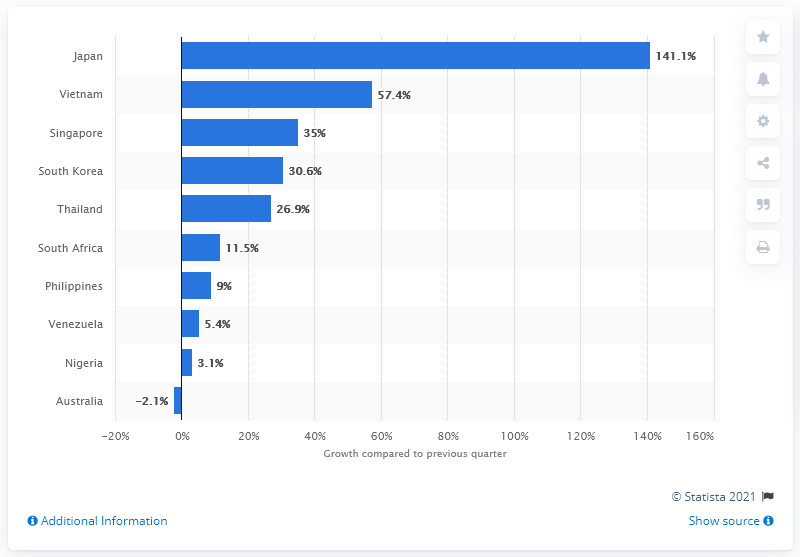 Japan 141.1%
Vietnam 57.4%
Singapore 35%
South Korea 30.6%
Thailand 26.9%
South Africa 11.5%
Philippines 9%
Venezuela 5.4%
Nigeria 3.1%
Australia −2.1%
−20% 0% 20% 40% 60% 80% 100% 120% 140% 160%
Growth compared to previous quarter
© Statista 2021
Additional Information Show source